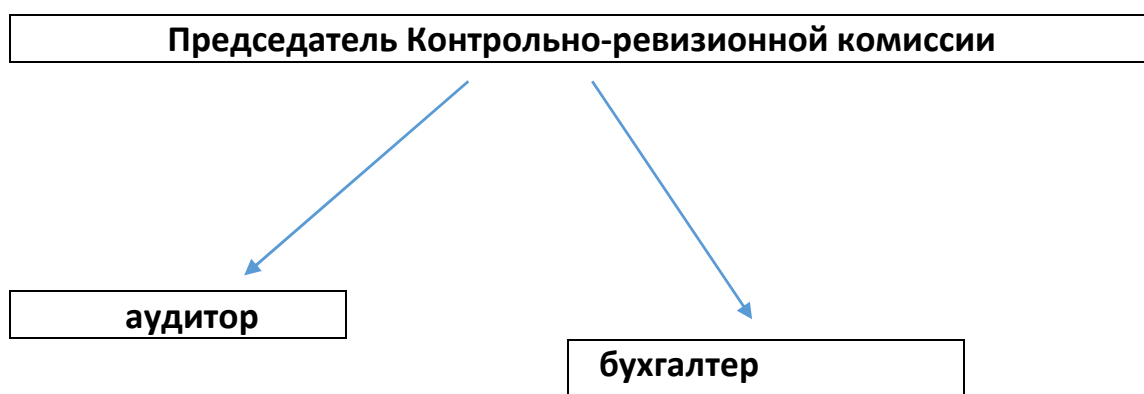 Председатель Контрольно-ревизионной комиссии
аудитор
бухгалтер